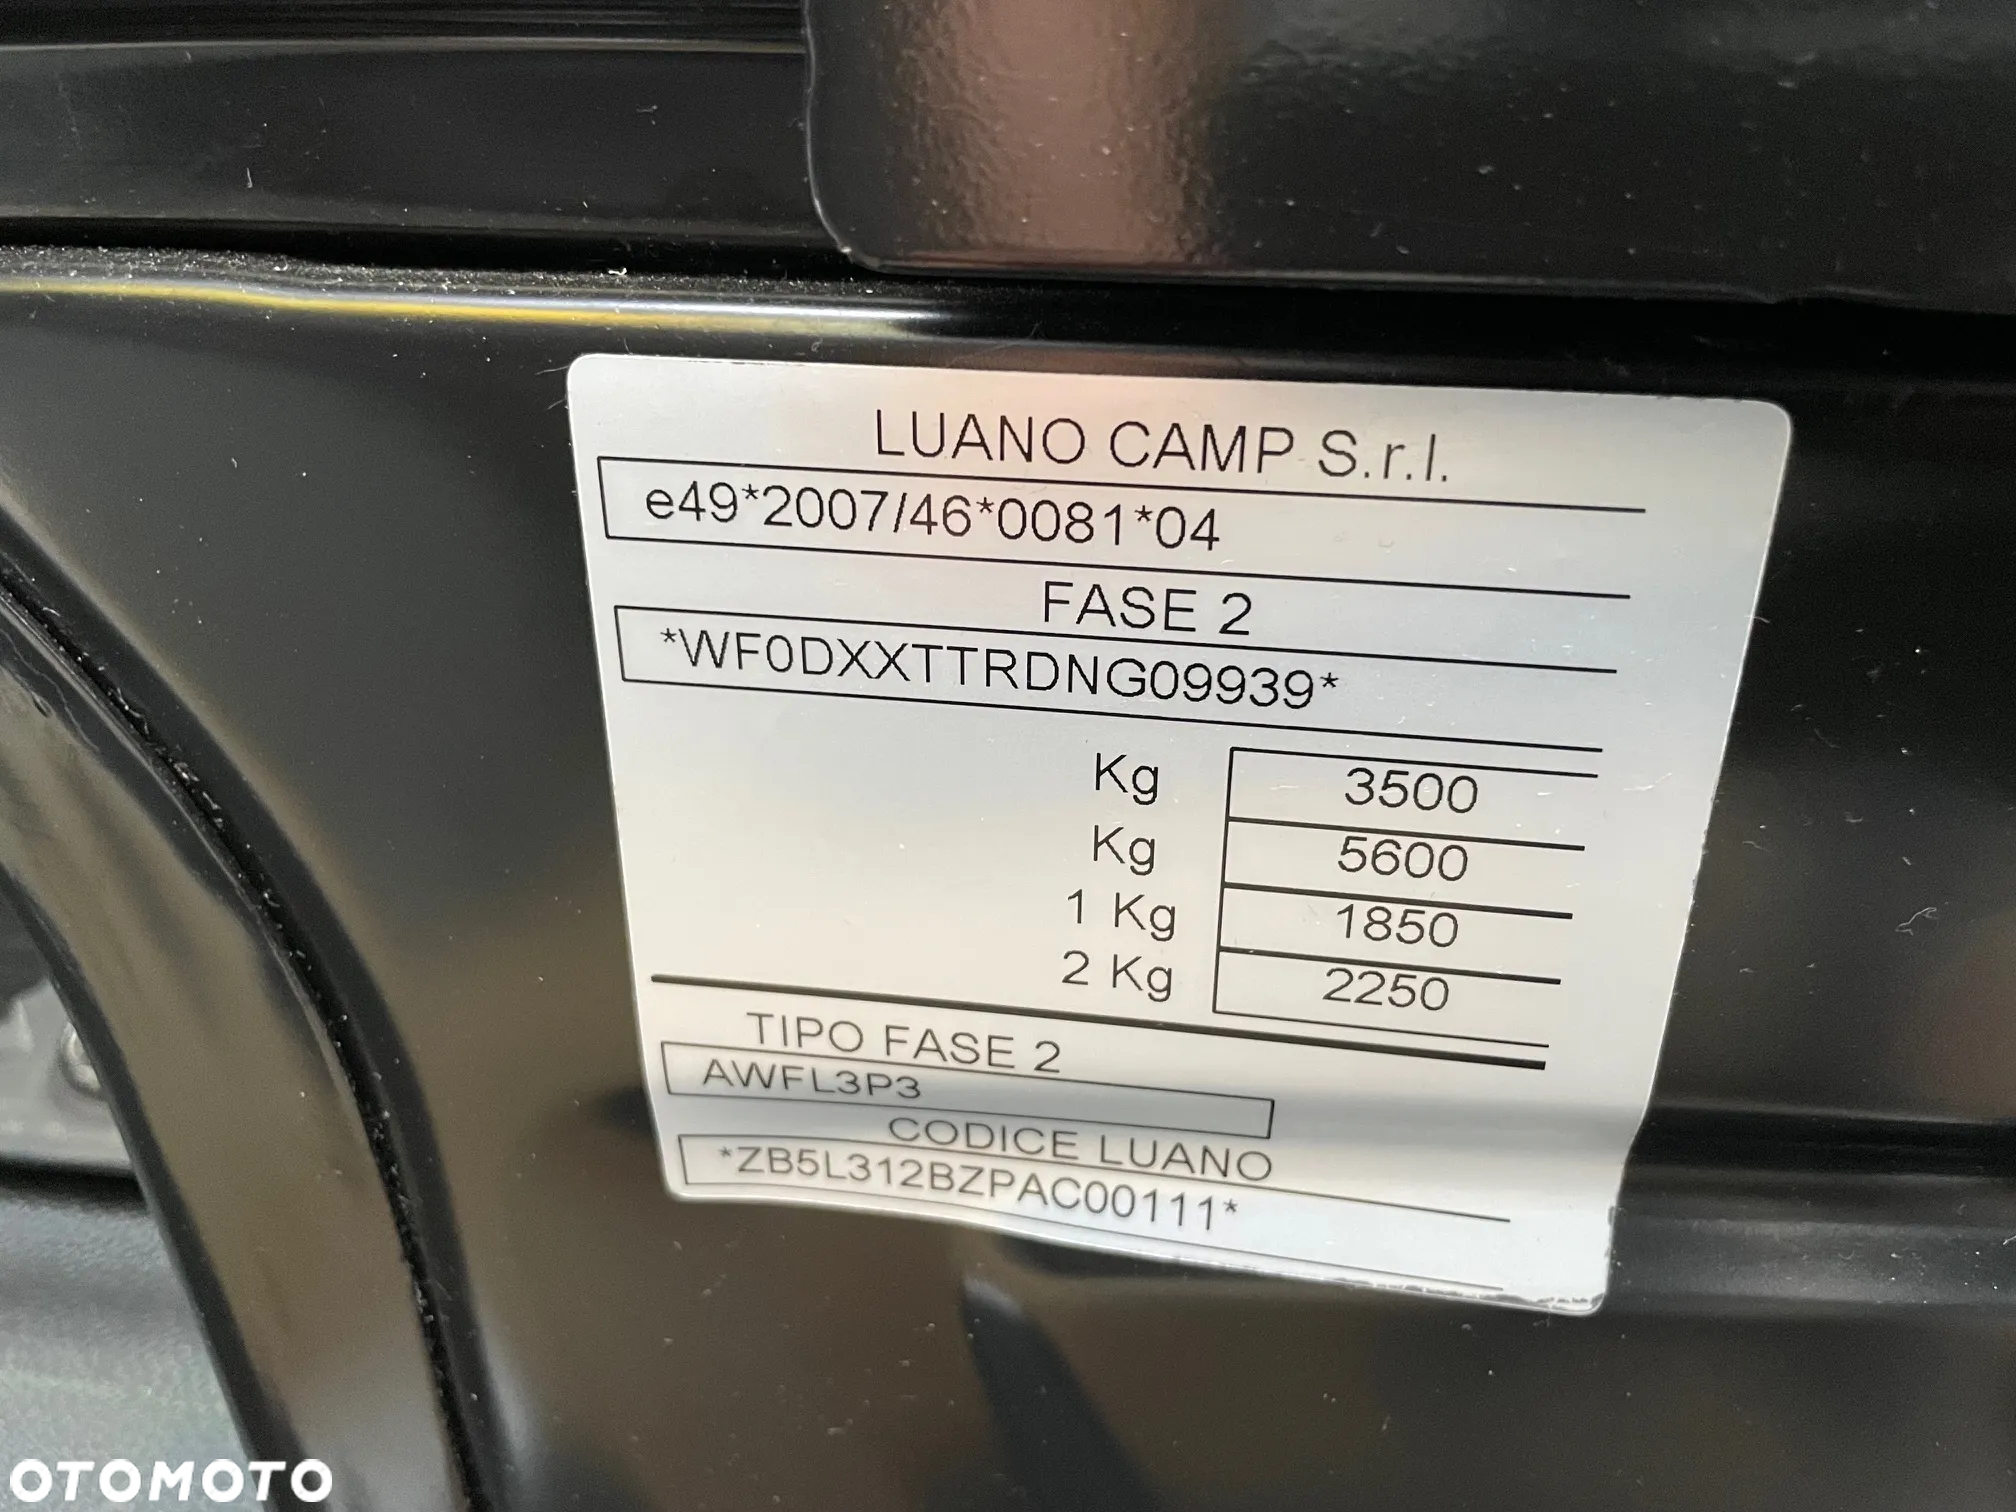 LUANO CAMP S.r.l.
e49*2007/46*0081*04
FASE 2
*WF0DXXTTRDNG09939*
Kg 3500
Kg 5600
1 Kg 1850
2 Kg 2250
TIPO FASE 2
AWFL3P3
CODICE LUANO
*ZB5L312BZPAC00111*
OTOMOTO